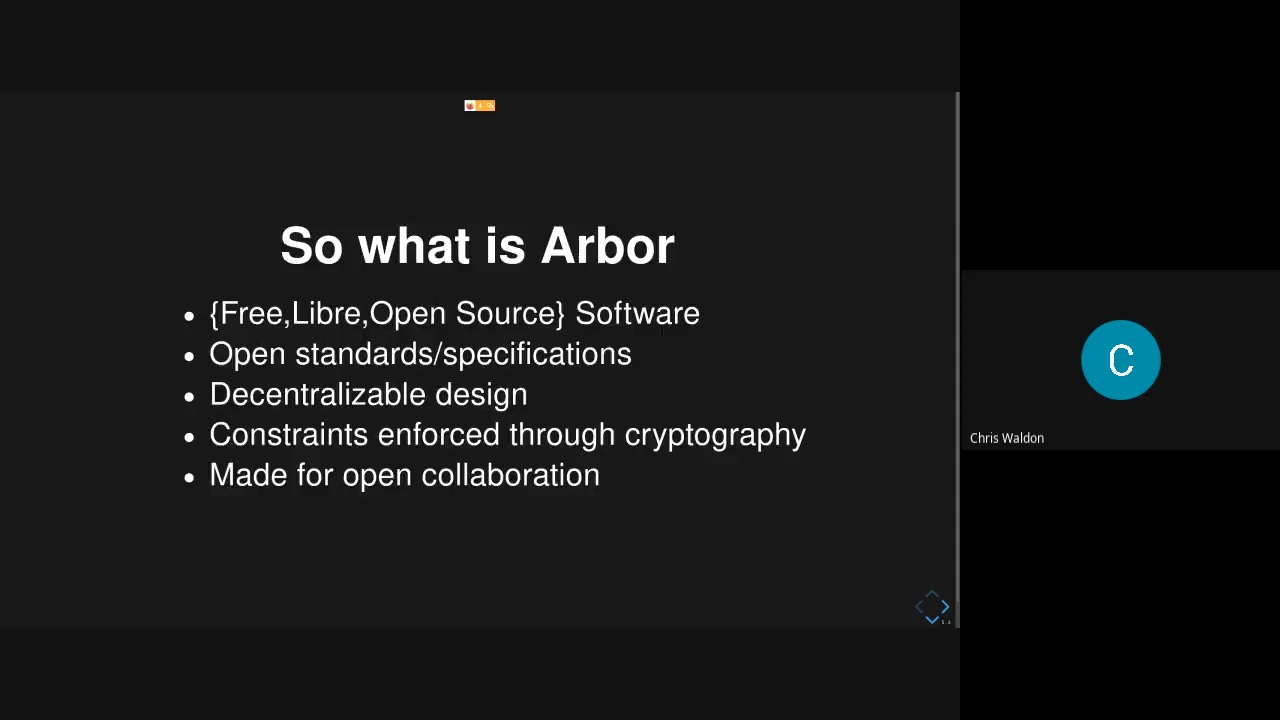 So what is Arbor
{Free,Libre,Open Source} Software
Open standards/specifications
Decentralizable design
Constraints enforced through cryptography
Made for open collaboration
C
Chris Waldon